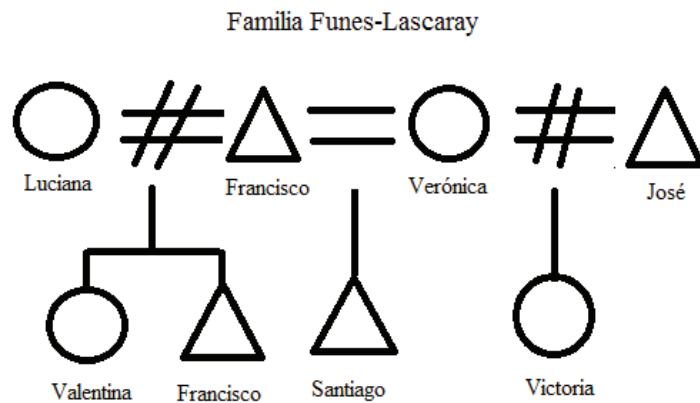 Familia Funes-Lascaray
Luciana
Francisco
Verónica
José
Valentina
Francisco
Santiago
Victoria